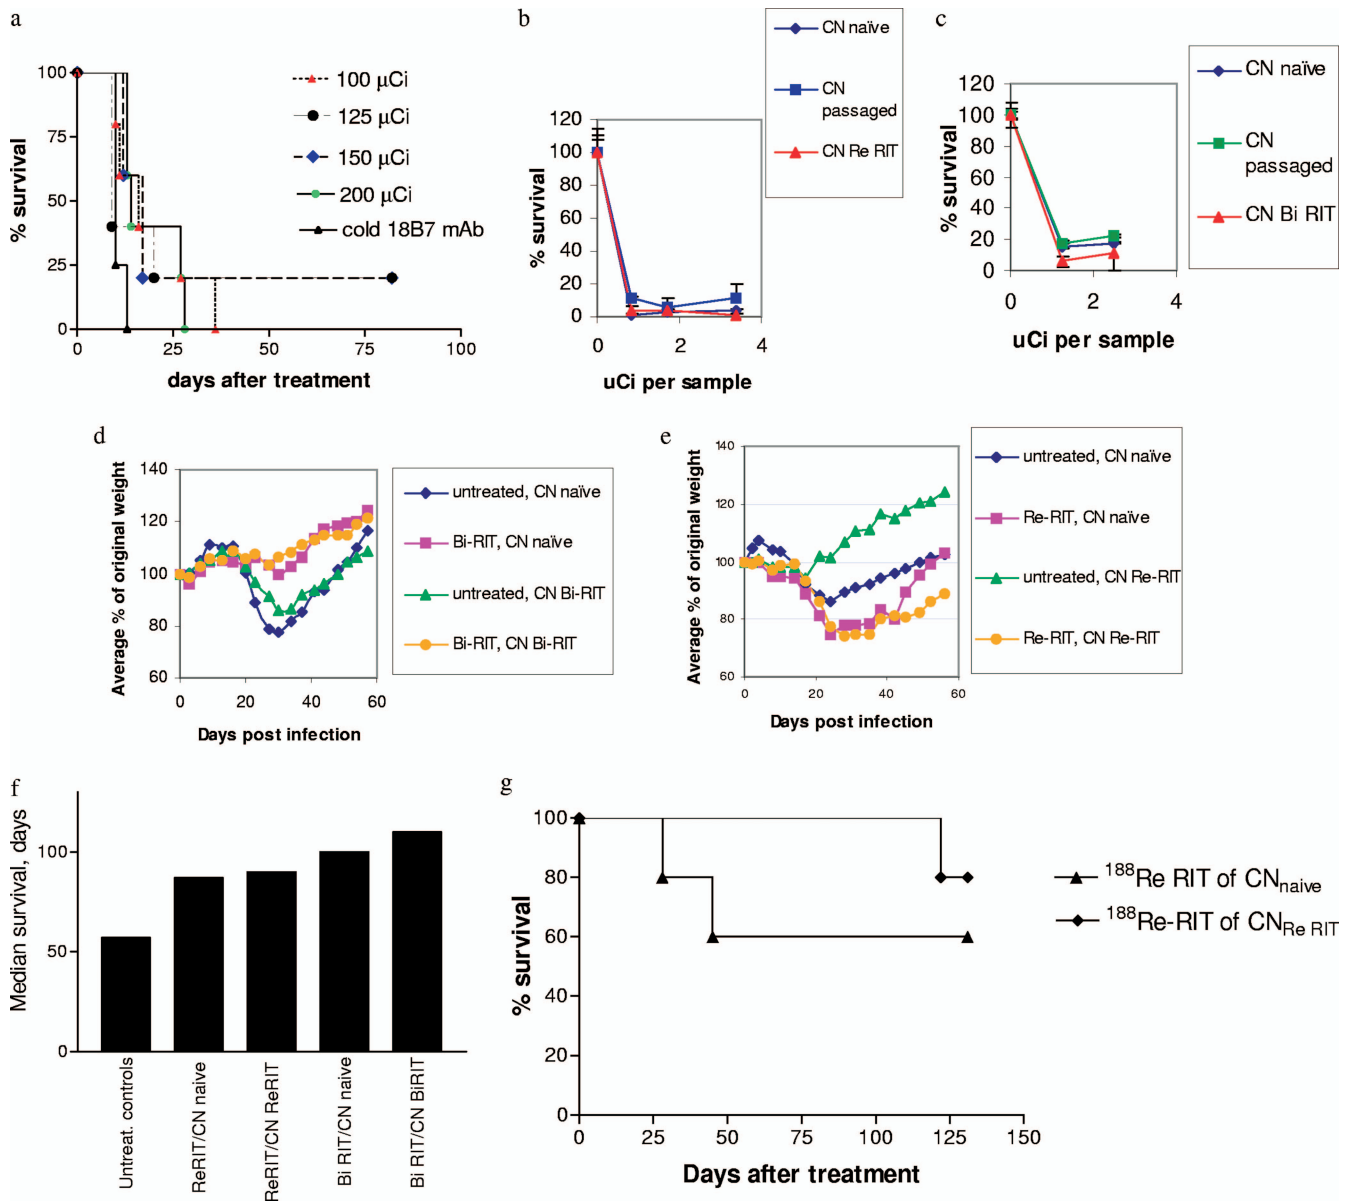 a
% survival
100
75
50
25
0
0 25 50 75 100
days after treatment
100 µCi
125 µCi
150 µCi
200 µCi
cold 18B7 mAb
b
% survival
120
100
80
60
40
20
0
0 2 4
uCi per sample
CN naïve
CN
passaged
CN Re RIT
c
% survival
120
100
80
60
40
20
0
0 2 4
uCi per sample
CN naïve
CN
passaged
CN Bi RIT
d
Average % of original weight
140
120
100
80
60
0 20 40 60
Days post infection
untreated, CN naïve
Bi-RIT, CN naïve
untreated, CN Bi-RIT
Bi-RIT, CN Bi-RIT
e
Average % of original weight
140
120
100
80
60
0 20 40 60
Days post infection
untreated, CN naïve
Re-RIT, CN naïve
untreated, CN Re-RIT
Re-RIT, CN Re-RIT
f
Median survival, days
100
50
0
Untreat. controls
ReRIT/CN naive
ReRIT/CN ReRIT
Bi RIT/CN naive
Bi RIT/CN BiRIT
g
% survival
100
80
60
40
20
0
0 25 50 75 100 125 150
Days after treatment
188Re RIT of CNnaive
188Re-RIT of CNRe RIT